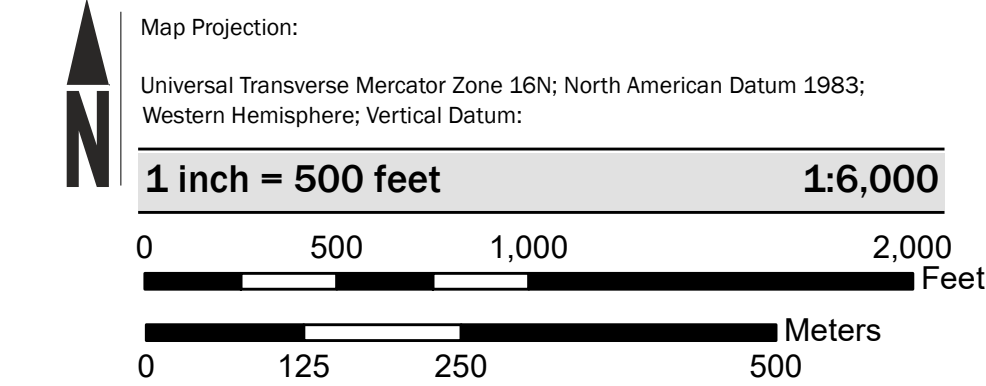 N
Map Projection:
Universal Transverse Mercator Zone 16N; North American Datum 1983;
Western Hemisphere; Vertical Datum:
1 inch = 500 feet 1:6,000
0 500 1,000 2,000
Feet
Meters
0 125 250 500